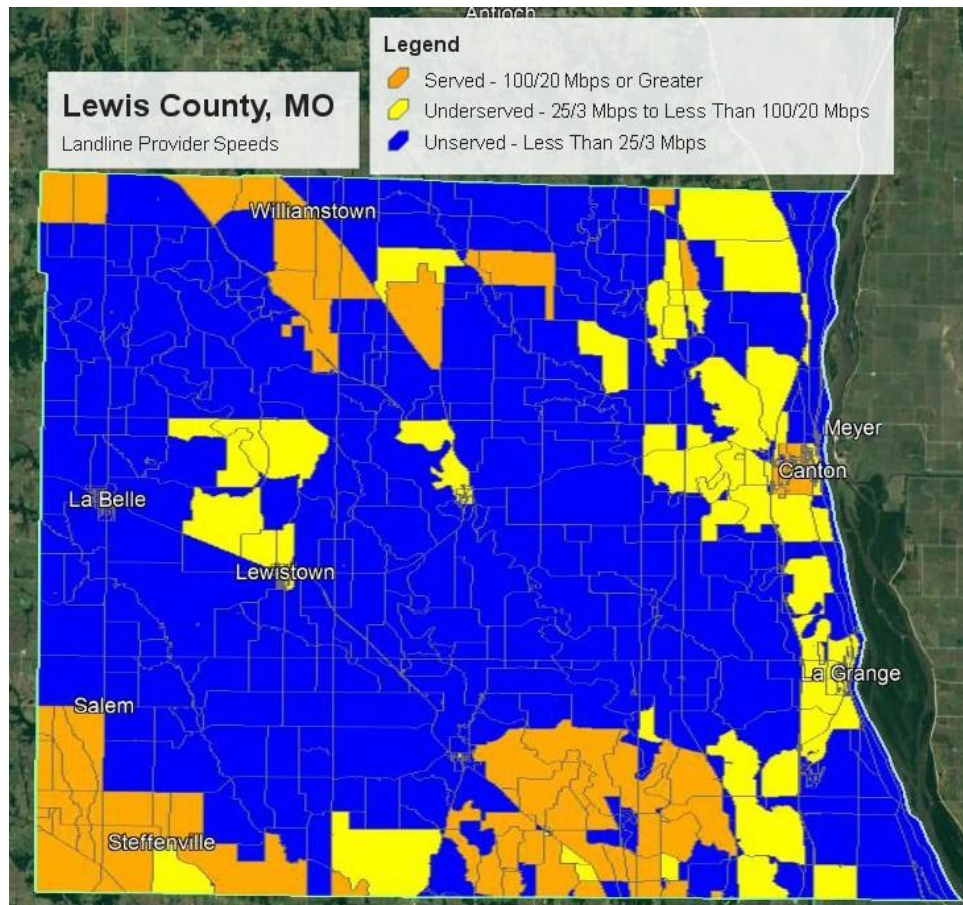 Antioch
Legend
Served - 100/20 Mbps or Greater
Underserved - 25/3 Mbps to Less Than 100/20 Mbps
Unserved - Less Than 25/3 Mbps
Lewis County, MO
Landline Provider Speeds
Williamstown
Meyer
Canton
La Belle
Lewistown
La Grange
Salem
Steffenville